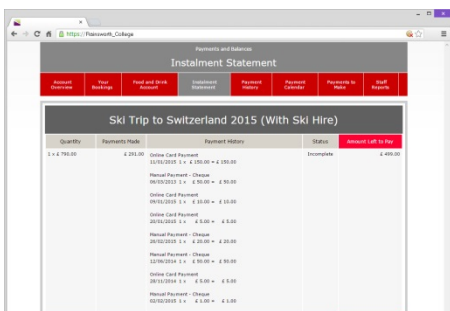 https://Plainsworth_College
Payments and Balances
Instalment Statement
Account Overview
Your Bookings
Food and Drink Account
Instalment Statement
Payment History
Payment Calendar
Payments to Make
Staff Reports
Ski Trip to Switzerland 2015 (With Ski Hire)
Quantity Payments Made Payment History Status Amount Left to Pay
1 x £ 790.00 £ 291.00 Online Card Payment Incomplete £ 499.00
11/01/2015 1 x £ 150.00 = £ 150.00
Manual Payment - Cheque
06/03/2013 1 x £ 50.00 = £ 50.00
Online Card Payment
09/01/2015 1 x £ 10.00 = £ 10.00
Online Card Payment
20/01/2015 1 x £ 5.00 = £ 5.00
Manual Payment - Cheque
20/02/2015 1 x £ 20.00 = £ 20.00
Manual Payment - Cheque
12/09/2014 1 x £ 50.00 = £ 50.00
Online Card Payment
28/11/2014 1 x £ 5.00 = £ 5.00
Manual Payment - Cheque
02/02/2015 1 x £ 1.00 = £ 1.00